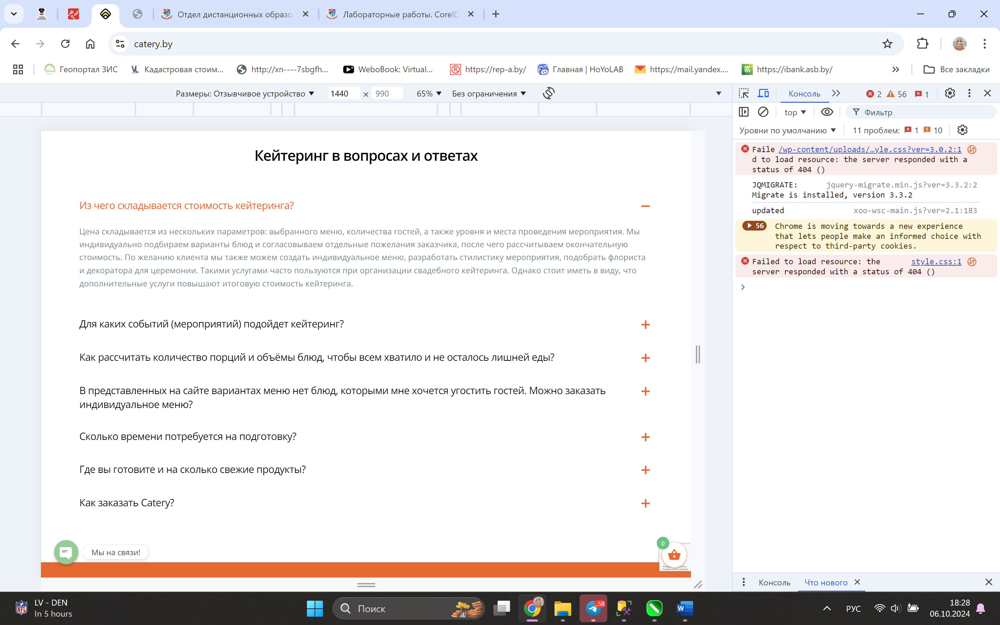 CHEFS
CATERING
Отдел дистанционных образо
Лабораторные работы. CorelD
catery.by
Геопортал ЗИС
Кадастровая стоим...
http://xn----7sbgfh...
WeboBook: Virtual...
https://rep-a.by/
Главная | HoYoLAB
https://mail.yandex....
https://ibank.asb.by/
Все закладки
Размеры: Отзывчивое устройство
1440 × 990
65%
Без ограничения
Консоль
2
56
1
top
Фильтр
Уровни по умолчанию
11 проблем: 1 10
Faile /wp-content/uploads/…yle.css?ver=3.0.2:1
d to load resource: the server responded with a
status of 404 ()
JQMIGRATE: jquery-migrate.min.js?ver=3.3.2:2
Migrate is installed, version 3.3.2
updated xoo-wsc-main.js?ver=2.1:183
56 Chrome is moving towards a new experience
that lets people make an informed choice with
respect to third-party cookies.
Failed to load resource: the style.css:1
server responded with a status of 404 ()
Кейтеринг в вопросах и ответах
Из чего складывается стоимость кейтеринга?
Цена складывается из нескольких параметров: выбранного меню, количества гостей, а также уровня и места проведения мероприятия. Мы
индивидуально подбираем варианты блюд и согласовываем отдельные пожелания заказчика, после чего рассчитываем окончательную
стоимость. По желанию клиента мы также можем создать индивидуальное меню, разработать стилистику мероприятия, подобрать флориста
и декоратора для церемонии. Такими услугами часто пользуются при организации свадебного кейтеринга. Однако стоит иметь в виду, что
дополнительные услуги повышают итоговую стоимость кейтеринга.
Для каких событий (мероприятий) подойдет кейтеринг?
Как рассчитать количество порций и объёмы блюд, чтобы всем хватило и не осталось лишней еды?
В представленных на сайте вариантах меню нет блюд, которыми мне хочется угостить гостей. Можно заказать
индивидуальное меню?
Сколько времени потребуется на подготовку?
Где вы готовите и на сколько свежие продукты?
Как заказать Catery?
Мы на связи!
0
Условия использования
Консоль
Что нового
LV - DEN
In 5 hours
Поиск
..58
РУС
18:28
06.10.2024